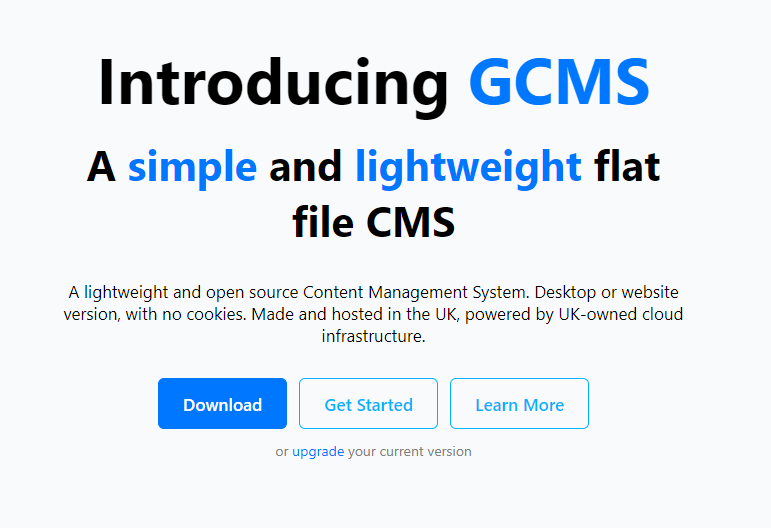 Introducing GCMS
A simple and lightweight flat
file CMS
A lightweight and open source Content Management System. Desktop or website
version, with no cookies. Made and hosted in the UK, powered by UK-owned cloud
infrastructure.
Download Get Started Learn More
or upgrade your current version